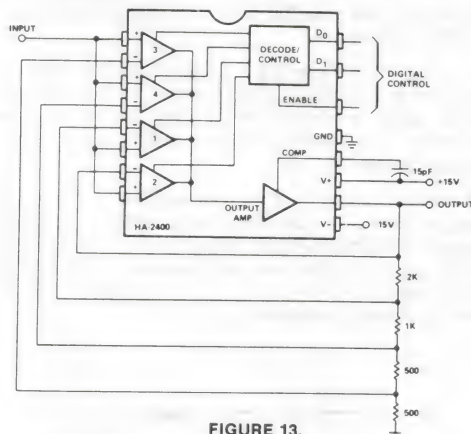 INPUT
+
−
3
+
−
4
−
+
1
−
+
2
DECODE/
CONTROL
D0
D1
ENABLE
DIGITAL
CONTROL
GND
COMP
15pF
V+
+15V
OUTPUT
AMP
OUTPUT
V−
15V
HA-2400
2K
1K
500
500
FIGURE 13.